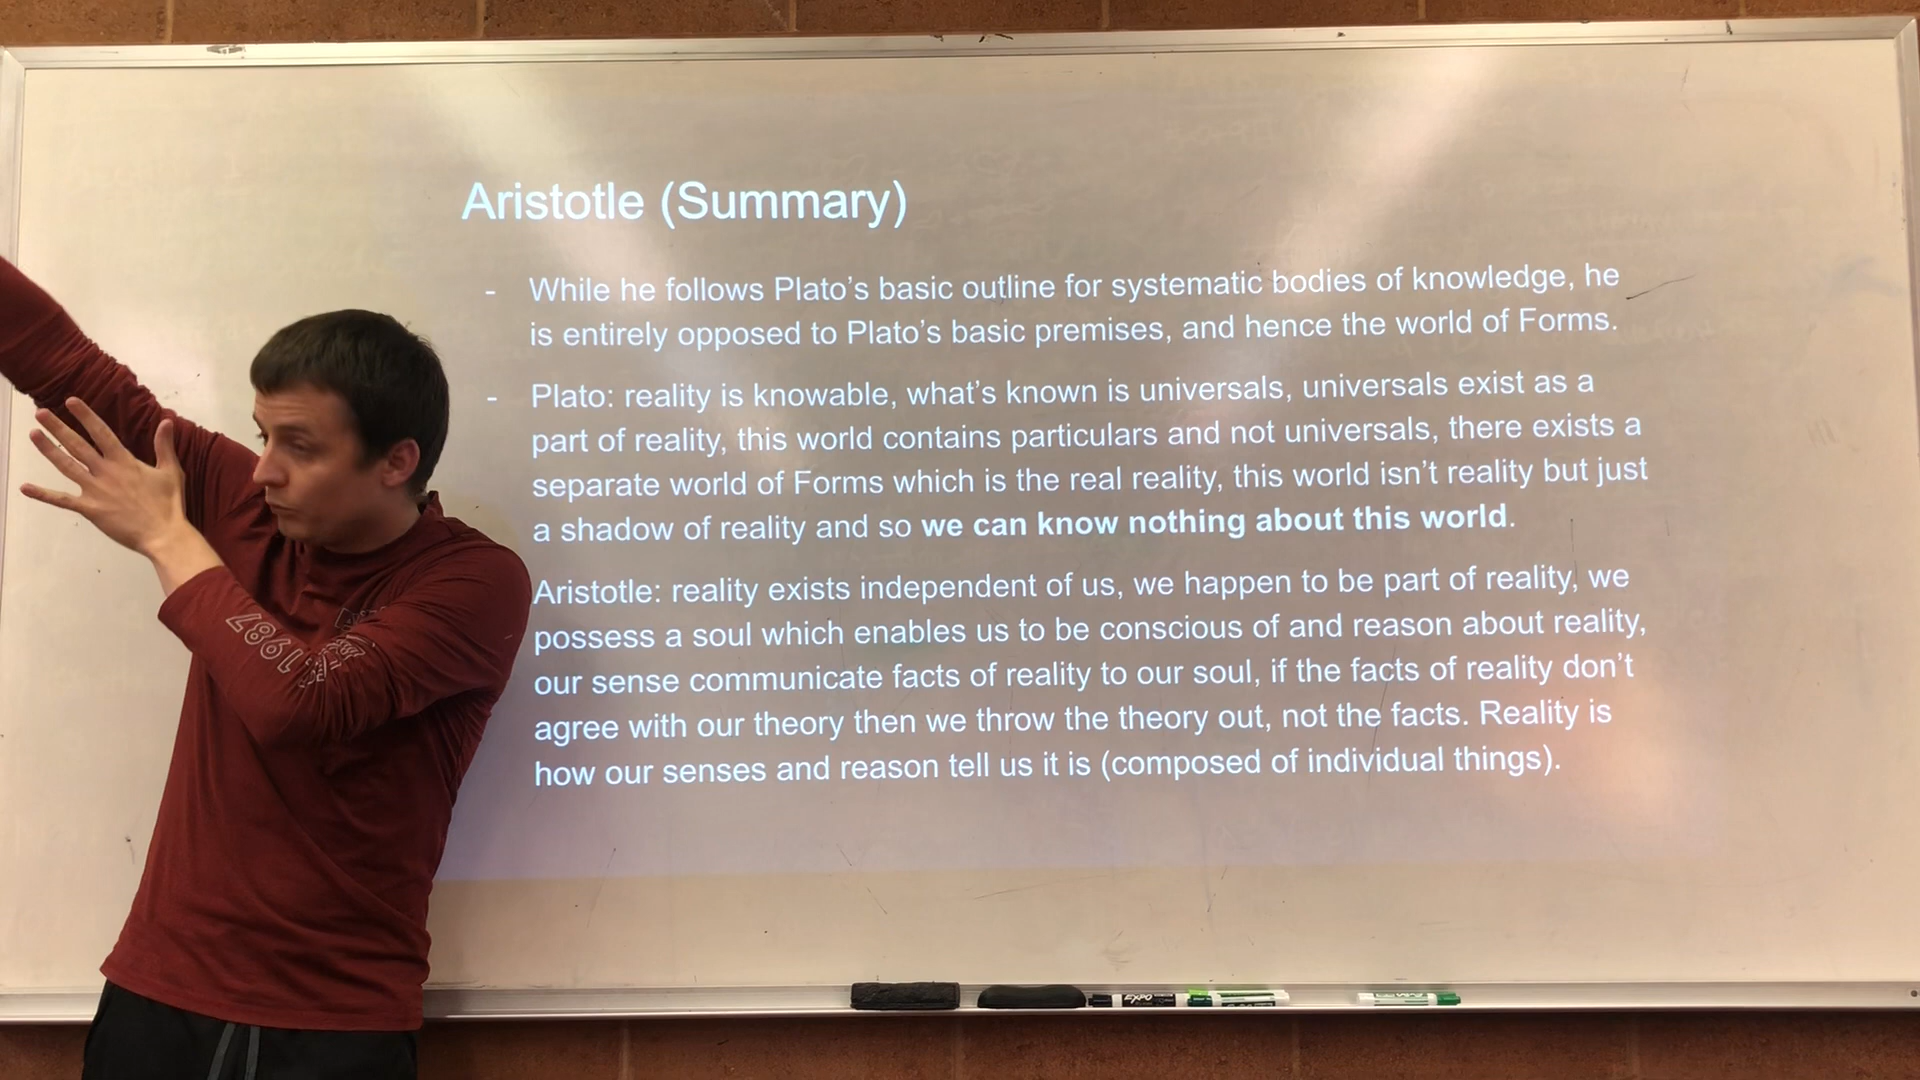 Aristotle (Summary)
- While he follows Plato's basic outline for systematic bodies of knowledge, he
is entirely opposed to Plato's basic premises, and hence the world of Forms.
- Plato: reality is knowable, what's known is universals, universals exist as a
part of reality, this world contains particulars and not universals, there exists a
separate world of Forms which is the real reality, this world isn't reality but just
a shadow of reality and so we can know nothing about this world.
Aristotle: reality exists independent of us, we happen to be part of reality, we
possess a soul which enables us to be conscious of and reason about reality,
our sense communicate facts of reality to our soul, if the facts of reality don't
agree with our theory then we throw the theory out, not the facts. Reality is
how our senses and reason tell us it is (composed of individual things).
1987
EXPO